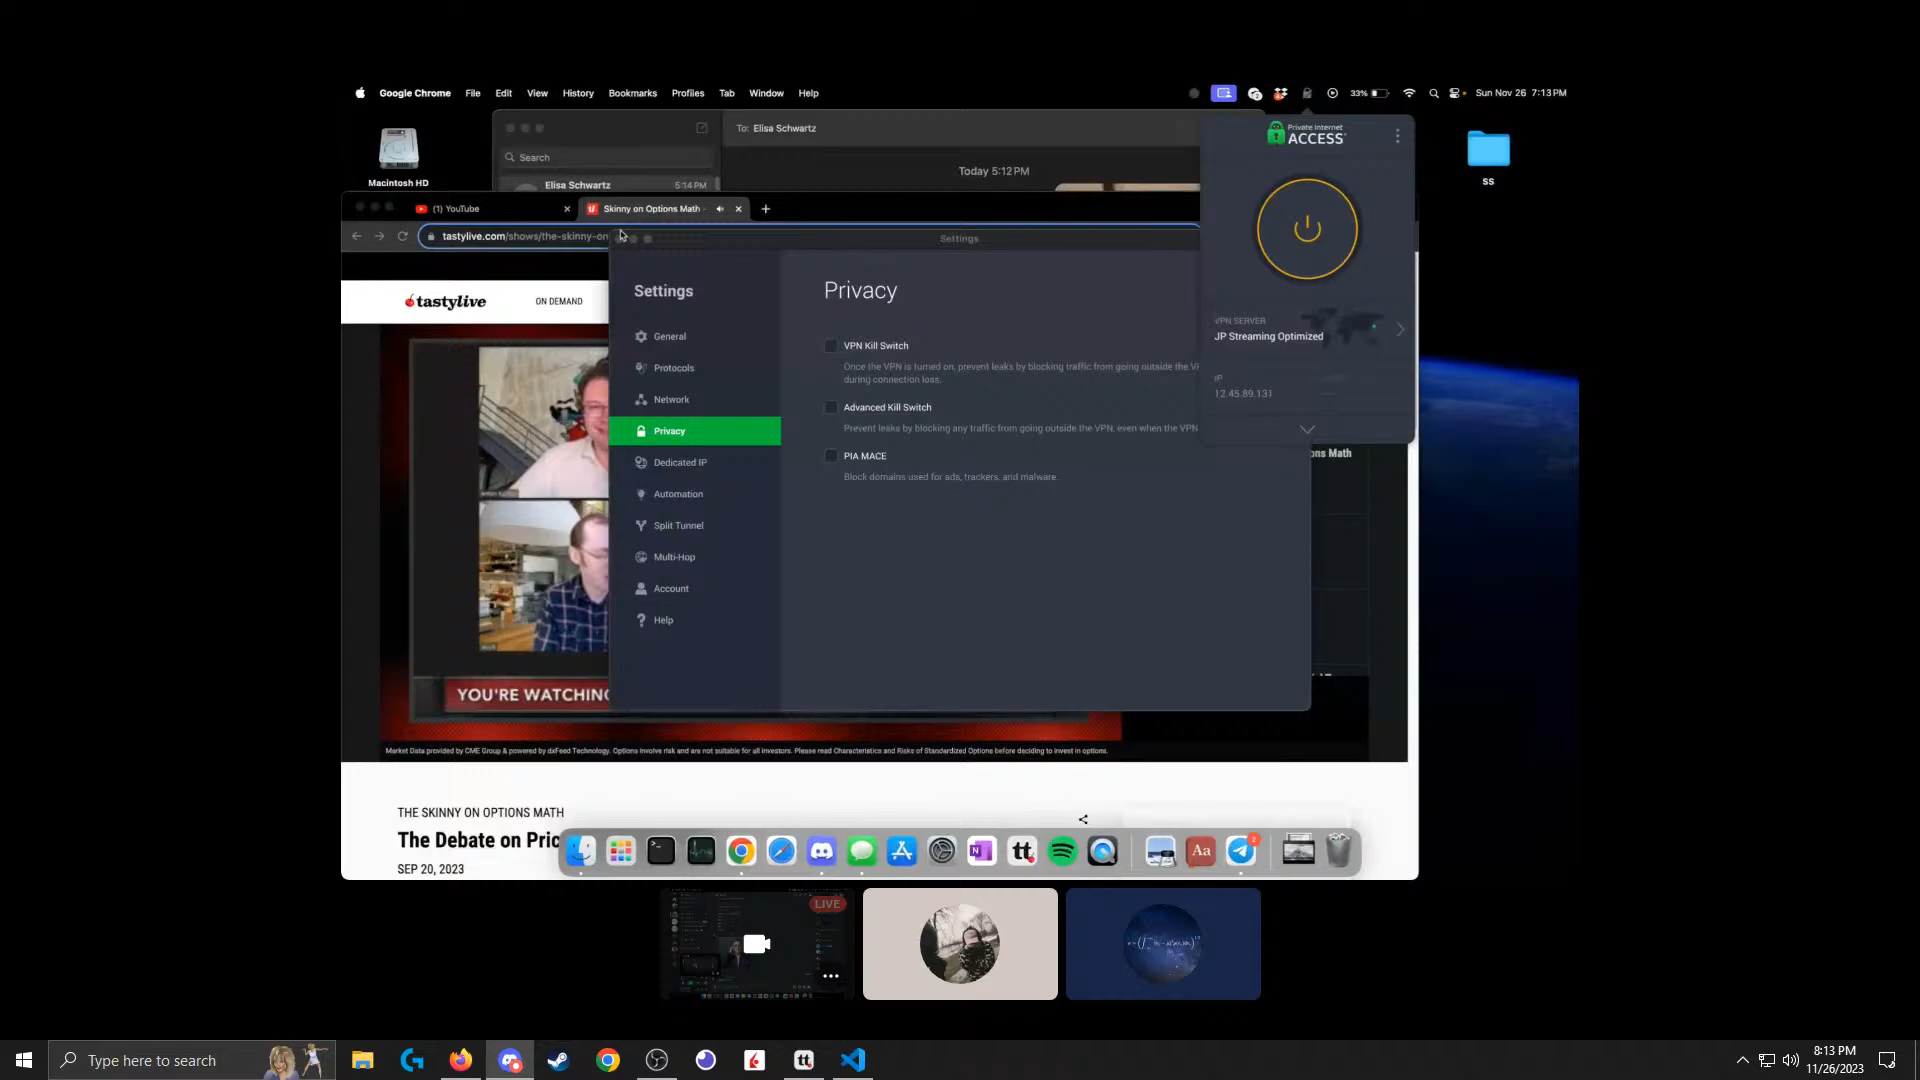 Google Chrome File Edit View History Bookmarks Profiles Tab Window Help
33% Sun Nov 26 7:13 PM
Macintosh HD
ss
Search
Elisa Schwartz 5:14 PM
To: Elisa Schwartz
Today 5:12 PM
(1) YouTube
Skinny on Options Math -
tastylive.com/shows/the-skinny-on
tastylive
ON DEMAND
YOU'RE WATCHING
Market Data provided by CME Group & powered by dxFeed Technology. Options involve risk and are not suitable for all investors. Please read Characteristics and Risks of Standardized Options before deciding to invest in options.
THE SKINNY ON OPTIONS MATH
The Debate on Pric
SEP 20, 2023
ons Math
Settings
Settings
General
Protocols
Network
Privacy
Dedicated IP
Automation
Split Tunnel
Multi-Hop
Account
Help
Privacy
VPN Kill Switch
Once the VPN is turned on, prevent leaks by blocking traffic from going outside the VP
during connection loss.
Advanced Kill Switch
Prevent leaks by blocking any traffic from going outside the VPN, even when the VPN
PIA MACE
Block domains used for ads, trackers, and malware.
Private Internet
ACCESS
VPN SERVER
JP Streaming Optimized
IP
12.45.89.131
tt
Aa
2
LIVE
Type here to search
tt
8:13 PM
11/26/2023